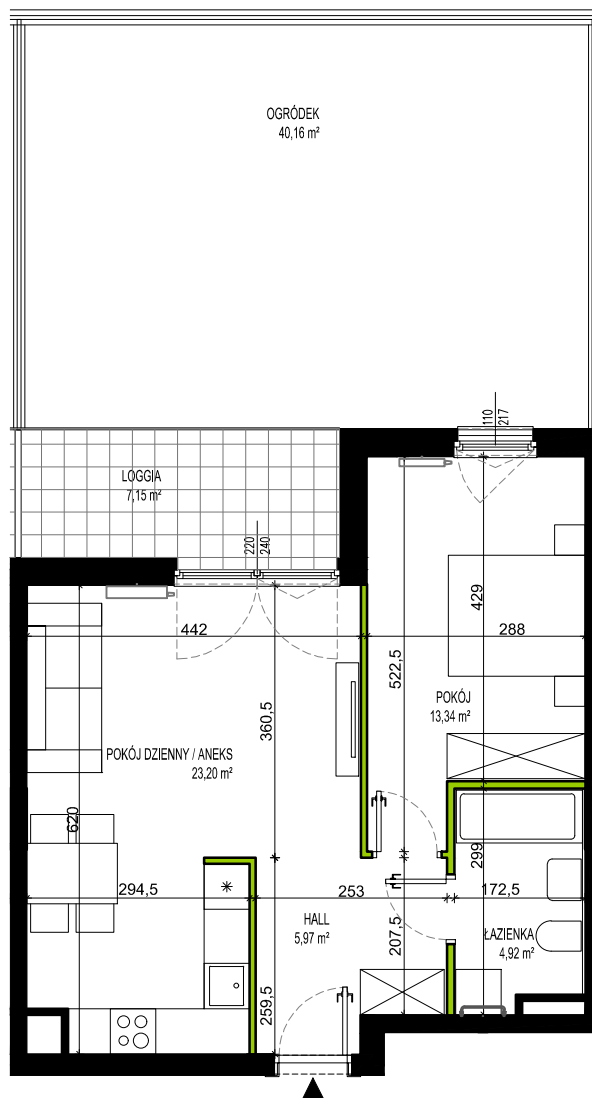 OGRÓDEK
40,16 m²
110
217
LOGGIA
7,15 m²
220
240
442
288
429
522,5
360,5
POKÓJ
13,34 m²
POKÓJ DZIENNY / ANEKS
23,20 m²
620
299
294,5
253
172,5
HALL
5,97 m²
207,5
ŁAZIENKA
4,92 m²
259,5